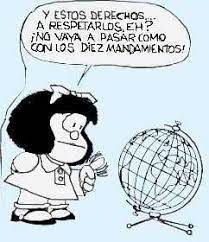 Y ESTOS DERECHOS...
A RESPETARLOS, EH?
¡NO VAYA A PASAR COMO
CON LOS DIEZ MANDAMIENTOS!